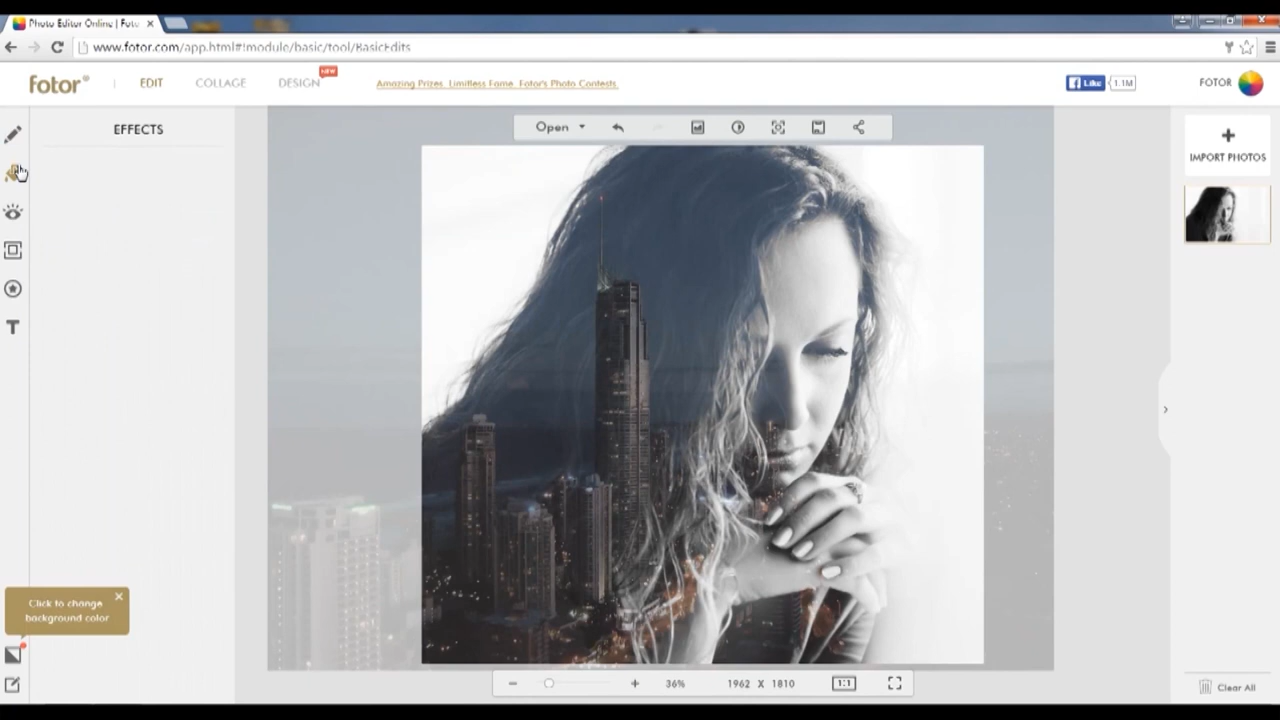 Photo Editor Online | Foto
www.fotor.com/app.html#!module/basic/tool/BasicEdits
fotor®
EDIT
COLLAGE
DESIGN
NEW
Amazing Prizes. Limitless Fame. Fotor's Photo Contests.
Like
1.1M
FOTOR
EFFECTS
Open
IMPORT PHOTOS
T
Click to change
background color
36%
1962 X 1810
1:1
Clear All